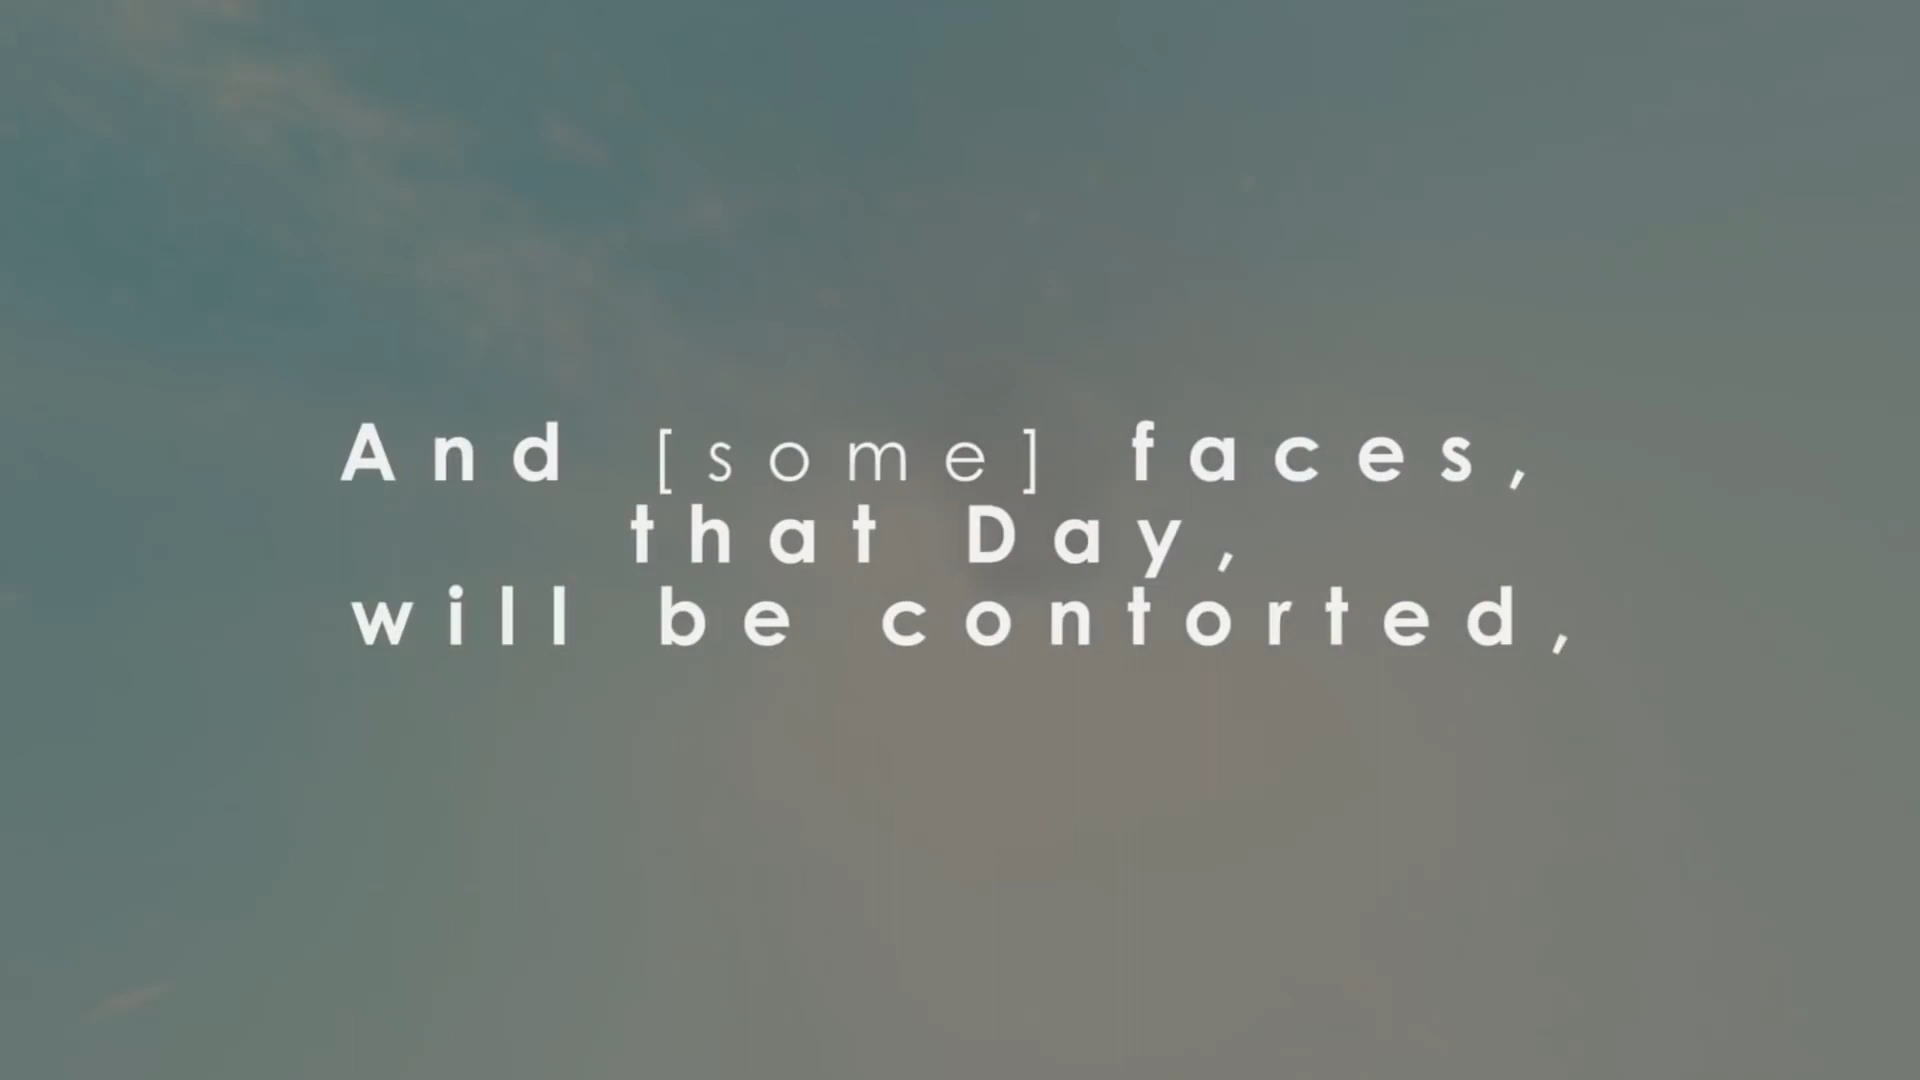 And [some] faces,
that Day,
will be contorted,